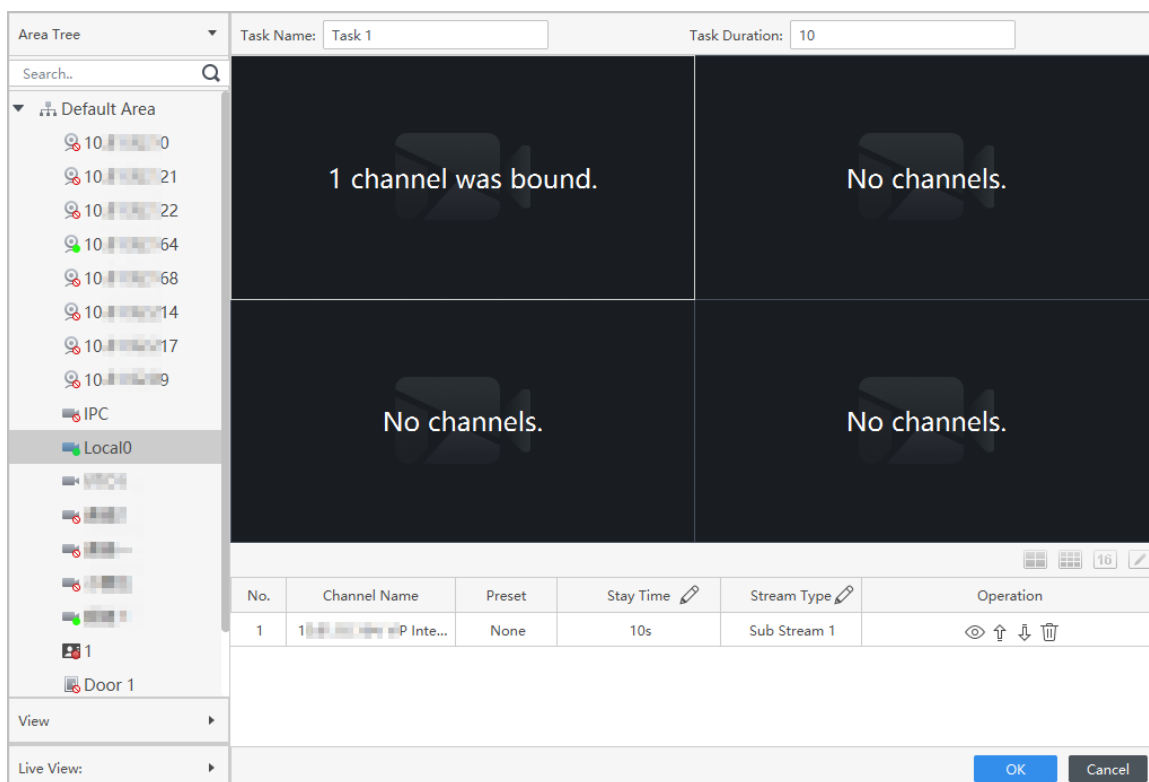 Area Tree
Task Name: Task 1 Task Duration: 10
Search..
Default Area
10. 0
10. 21
10. 22
10. 64
10. 68
10. 14
10. 17
10. 9
IPC
Local0
1
Door 1
View
Live View:
1 channel was bound.
No channels.
No channels.
No channels.
16
No. Channel Name Preset Stay Time Stream Type Operation
1 1 P Inte... None 10s Sub Stream 1
OK Cancel